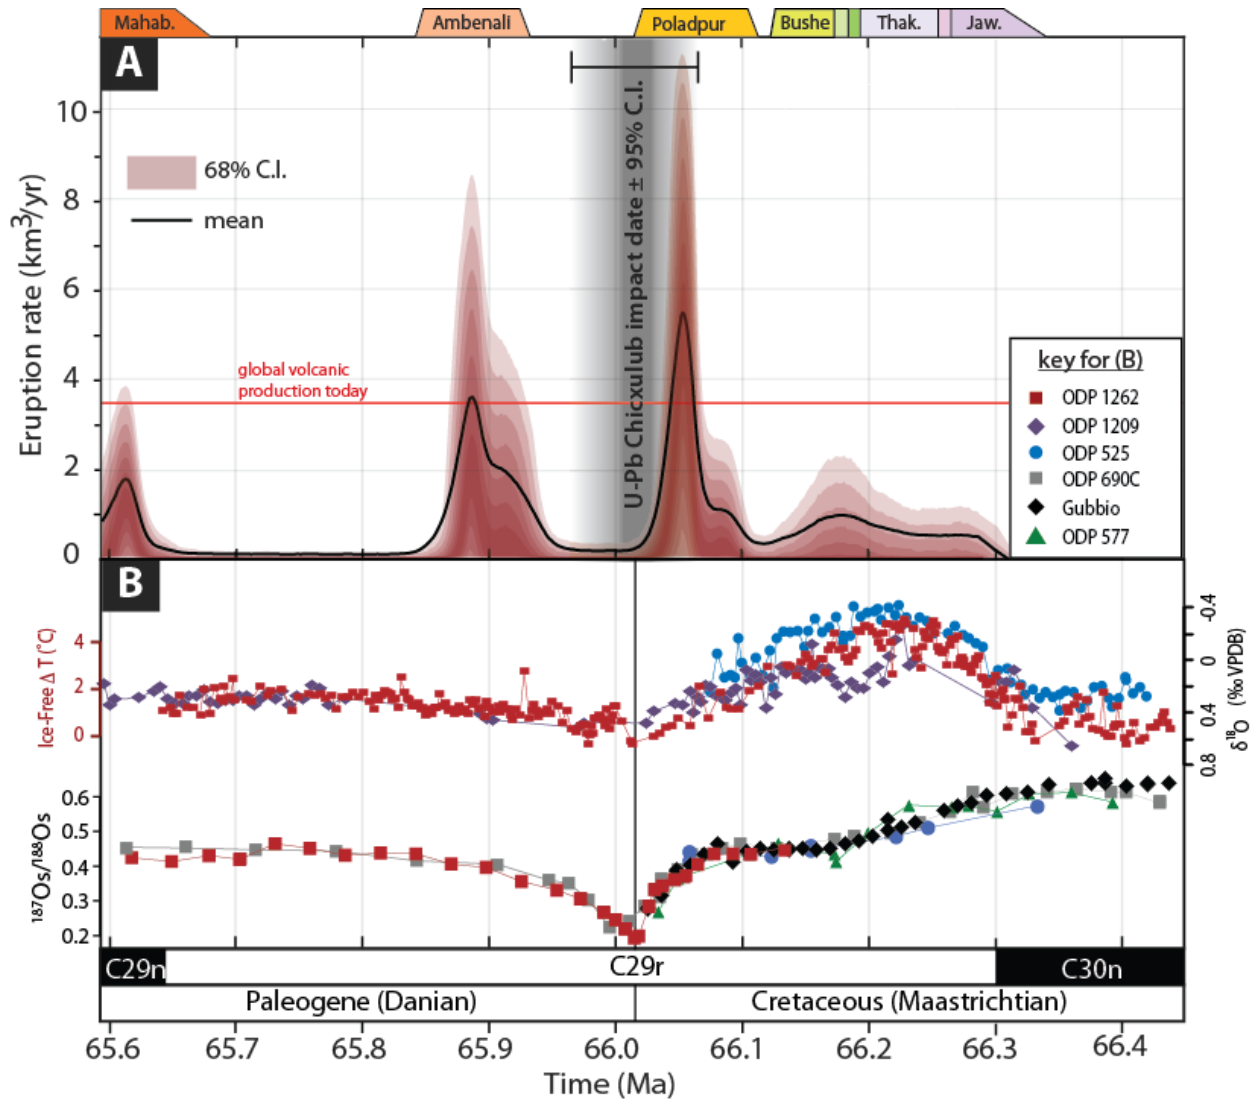 Mahab.
Ambenali
Poladpur
Bushe
Thak.
Jaw.
A
Eruption rate (km³/yr)
10
8
6
4
2
0
68% C.I.
mean
global volcanic
production today
U-Pb Chicxulub impact date ± 95% C.I.
key for (B)
ODP 1262
ODP 1209
ODP 525
ODP 690C
Gubbio
ODP 577
B
Ice-Free Δ T (°C)
4
2
0
-0.4
0
0.4
0.8
δ¹⁸O (‰ VPDB)
¹⁸⁷Os/¹⁸⁸Os
0.6
0.5
0.4
0.3
0.2
C29n
C29r
C30n
Paleogene (Danian)
Cretaceous (Maastrichtian)
65.6
65.7
65.8
65.9
66.0
66.1
66.2
66.3
66.4
Time (Ma)